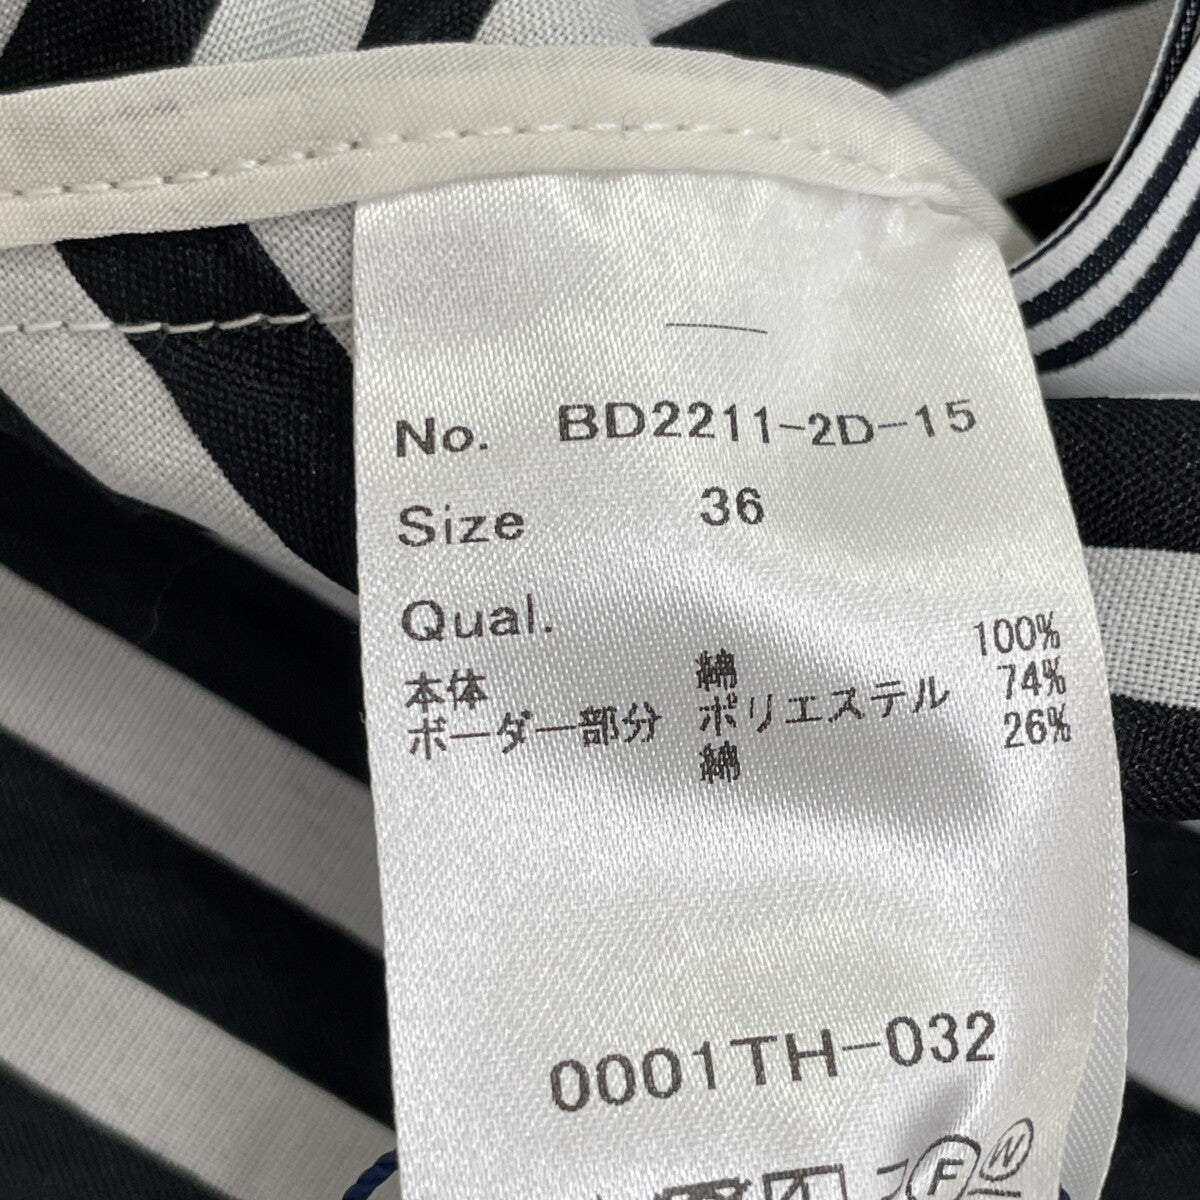 No. BD2211-2D-15
Size 36
Qual.
本体 綿 100%
ボーダー部分 ポリエステル 74%
綿 26%
0001TH-032
F W